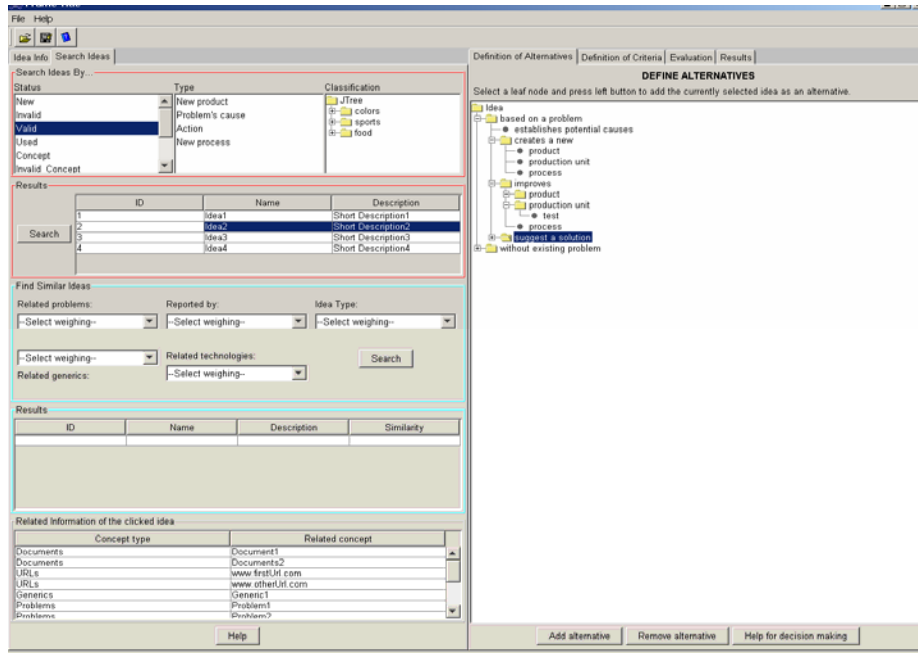 File Help
Idea Info Search Ideas
Search Ideas By...
Status Type Classification
New
Invalid
Valid
Used
Concept
Invalid Concept
New product
Problem's cause
Action
New process
JTree
colors
sports
food
Results
Search
ID Name Description
1 Idea1 Short Description1
2 Idea2 Short Description2
3 Idea3 Short Description3
4 Idea4 Short Description4
Find Similar Ideas
Related problems: Reported by: Idea Type:
--Select weighing-- --Select weighing-- --Select weighing--
--Select weighing-- Related technologies: Search
Related generics: --Select weighing--
Results
ID Name Description Similarity
Related Information of the clicked idea
Concept type Related concept
Documents Document1
Documents Documents2
URLs www.firstUrl.com
URLs www.otherUrl.com
Generics Generic1
Problems Problem1
Problems Problem2
Help
Definition of Alternatives Definition of Criteria Evaluation Results
DEFINE ALTERNATIVES
Select a leaf node and press left button to add the currently selected idea as an alternative.
Idea
based on a problem
establishes potential causes
creates a new
product
production unit
process
improves
product
production unit
test
process
suggest a solution
without existing problem
Add alternative Remove alternative Help for decision making